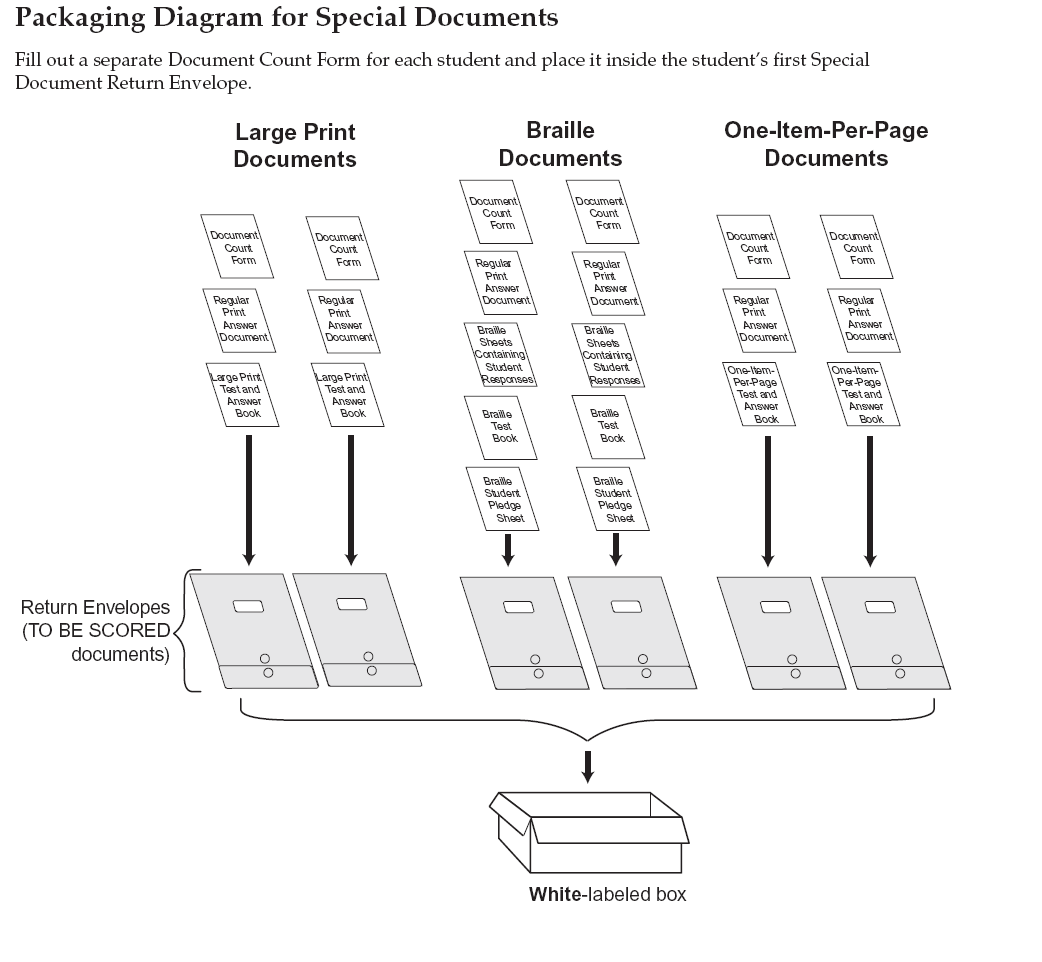 Packaging Diagram for Special Documents
Fill out a separate Document Count Form for each student and place it inside the student's first Special
Document Return Envelope.
Large Print
Documents
Document
Count
Form
Regular
Print
Answer
Document
Large Print
Test and
Answer
Book
Document
Count
Form
Regular
Print
Answer
Document
Large Print
Test and
Answer
Book
Braille
Documents
Document
Count
Form
Regular
Print
Answer
Document
Braille
Sheets
Containing
Student
Responses
Braille
Test
Book
Braille
Student
Pledge
Sheet
Document
Count
Form
Regular
Print
Answer
Document
Braille
Sheets
Containing
Student
Responses
Braille
Test
Book
Braille
Student
Pledge
Sheet
One-Item-Per-Page
Documents
Document
Count
Form
Regular
Print
Answer
Document
One-Item-
Per-Page
Test and
Answer
Book
Document
Count
Form
Regular
Print
Answer
Document
One-Item-
Per-Page
Test and
Answer
Book
Return Envelopes
(TO BE SCORED
documents)
White-labeled box